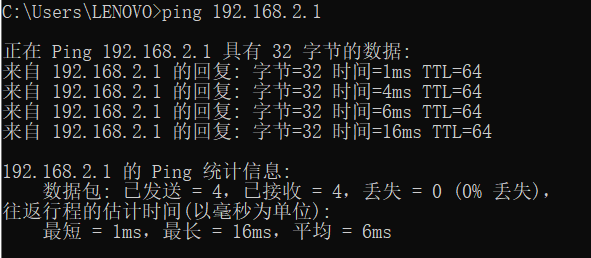 C:\Users\LENOVO>ping 192.168.2.1
正在 Ping 192.168.2.1 具有 32 字节的数据:
来自 192.168.2.1 的回复: 字节=32 时间=1ms TTL=64
来自 192.168.2.1 的回复: 字节=32 时间=4ms TTL=64
来自 192.168.2.1 的回复: 字节=32 时间=6ms TTL=64
来自 192.168.2.1 的回复: 字节=32 时间=16ms TTL=64
192.168.2.1 的 Ping 统计信息:
数据包: 已发送 = 4，已接收 = 4，丢失 = 0 (0% 丢失)，
往返行程的估计时间(以毫秒为单位):
最短 = 1ms，最长 = 16ms，平均 = 6ms